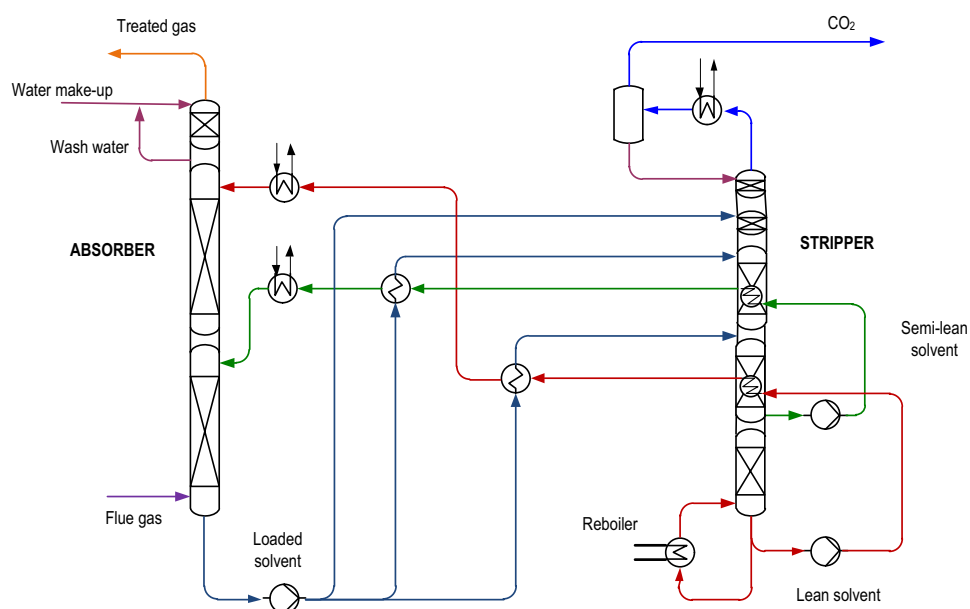 Treated gas
CO₂
Water make-up
Wash water
ABSORBER
STRIPPER
Semi-lean
solvent
Flue gas
Loaded
solvent
Reboiler
Lean solvent